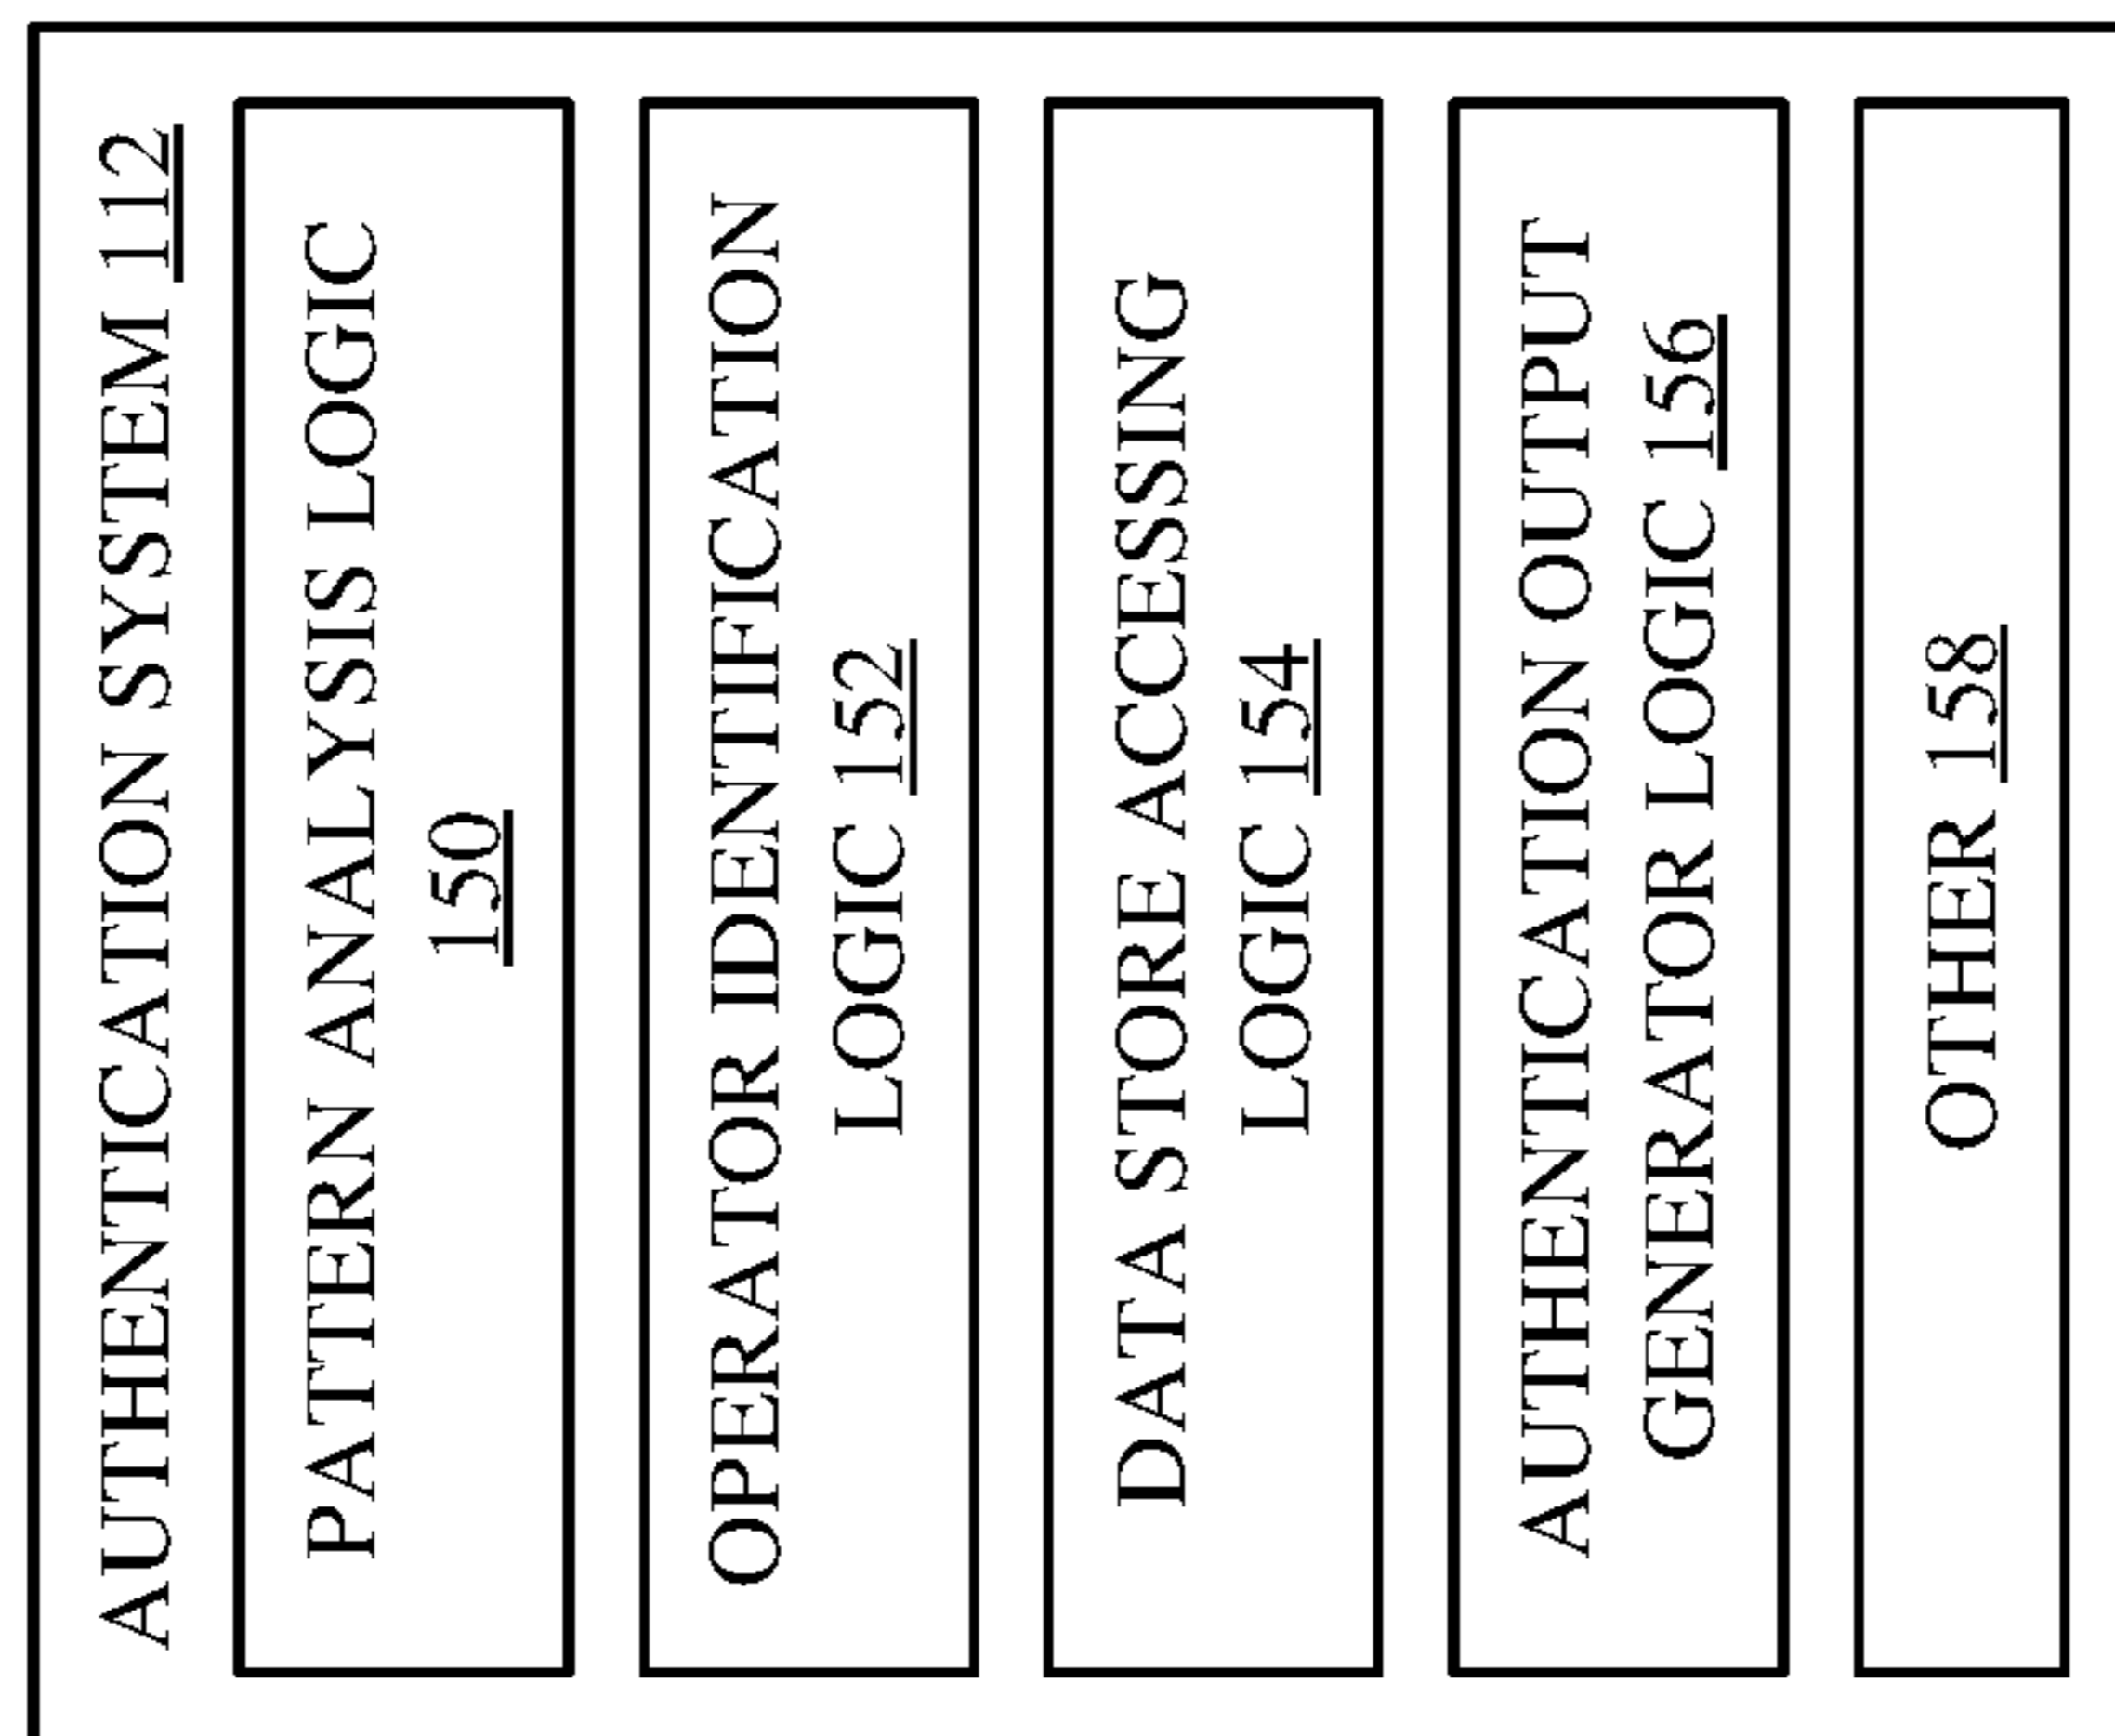 AUTHENTICATION SYSTEM 112
PATTERN ANALYSIS LOGIC
150
OPERATOR IDENTIFICATION
LOGIC 152
DATA STORE ACCESSING
LOGIC 154
AUTHENTICATION OUTPUT
GENERATOR LOGIC 156
OTHER 158